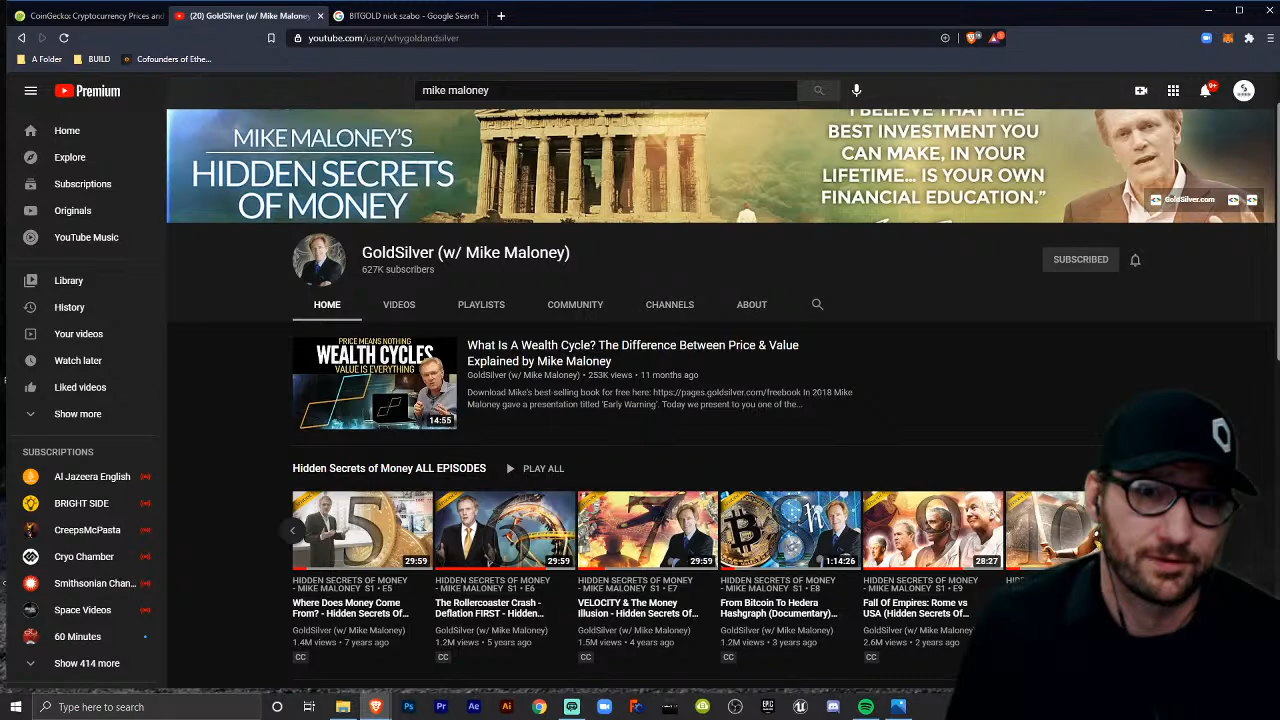 CoinGecko: Cryptocurrency Prices and
(20) GoldSilver (w/ Mike Maloney)
BITGOLD nick szabo - Google Search
youtube.com/user/whygoldandsilver
A Folder
BUILD
Cofounders of Ethe...
Premium
mike maloney
9+
Home
Explore
Subscriptions
Originals
YouTube Music
Library
History
Your videos
Watch later
Liked videos
Show more
SUBSCRIPTIONS
Al Jazeera English
BRIGHT SIDE
CreepsMcPasta
Cryo Chamber
Smithsonian Chan...
Space Videos
60 Minutes
Show 414 more
MIKE MALONEY'S
HIDDEN SECRETS
OF MONEY
I BELIEVE THAT THE
BEST INVESTMENT YOU
CAN MAKE, IN YOUR
LIFETIME... IS YOUR OWN
FINANCIAL EDUCATION."
GoldSilver.com
GoldSilver (w/ Mike Maloney)
627K subscribers
SUBSCRIBED
HOME
VIDEOS
PLAYLISTS
COMMUNITY
CHANNELS
ABOUT
PRICE MEANS NOTHING
WEALTH CYCLES
VALUE IS EVERYTHING
14:55
What Is A Wealth Cycle? The Difference Between Price & Value
Explained by Mike Maloney
GoldSilver (w/ Mike Maloney) • 253K views • 11 months ago
Download Mike's best-selling book for free here: https://pages.goldsilver.com/freebook In 2018 Mike
Maloney gave a presentation titled 'Early Warning'. Today we present to you one of the...
Hidden Secrets of Money ALL EPISODES
PLAY ALL
5
29:59
HIDDEN SECRETS OF MONEY
- MIKE MALONEY S1 • E5
Where Does Money Come
From? - Hidden Secrets Of...
GoldSilver (w/ Mike Maloney)
1.4M views • 7 years ago
CC
29:59
HIDDEN SECRETS OF MONEY
- MIKE MALONEY S1 • E6
The Rollercoaster Crash -
Deflation FIRST - Hidden...
GoldSilver (w/ Mike Maloney)
1.2M views • 5 years ago
CC
7
29:59
HIDDEN SECRETS OF MONEY
- MIKE MALONEY S1 • E7
VELOCITY & The Money
Illusion - Hidden Secrets Of...
GoldSilver (w/ Mike Maloney)
1.5M views • 4 years ago
CC
8
1:14:26
HIDDEN SECRETS OF MONEY
- MIKE MALONEY S1 • E8
From Bitcoin To Hedera
Hashgraph (Documentary)...
GoldSilver (w/ Mike Maloney)
1.2M views • 3 years ago
CC
9
28:27
HIDDEN SECRETS OF MONEY
- MIKE MALONEY S1 • E9
Fall Of Empires: Rome vs
USA (Hidden Secrets Of...
GoldSilver (w/ Mike Maloney)
2.6M views • 2 years ago
CC
Type here to search
Ps
Pr
Ae
Ai